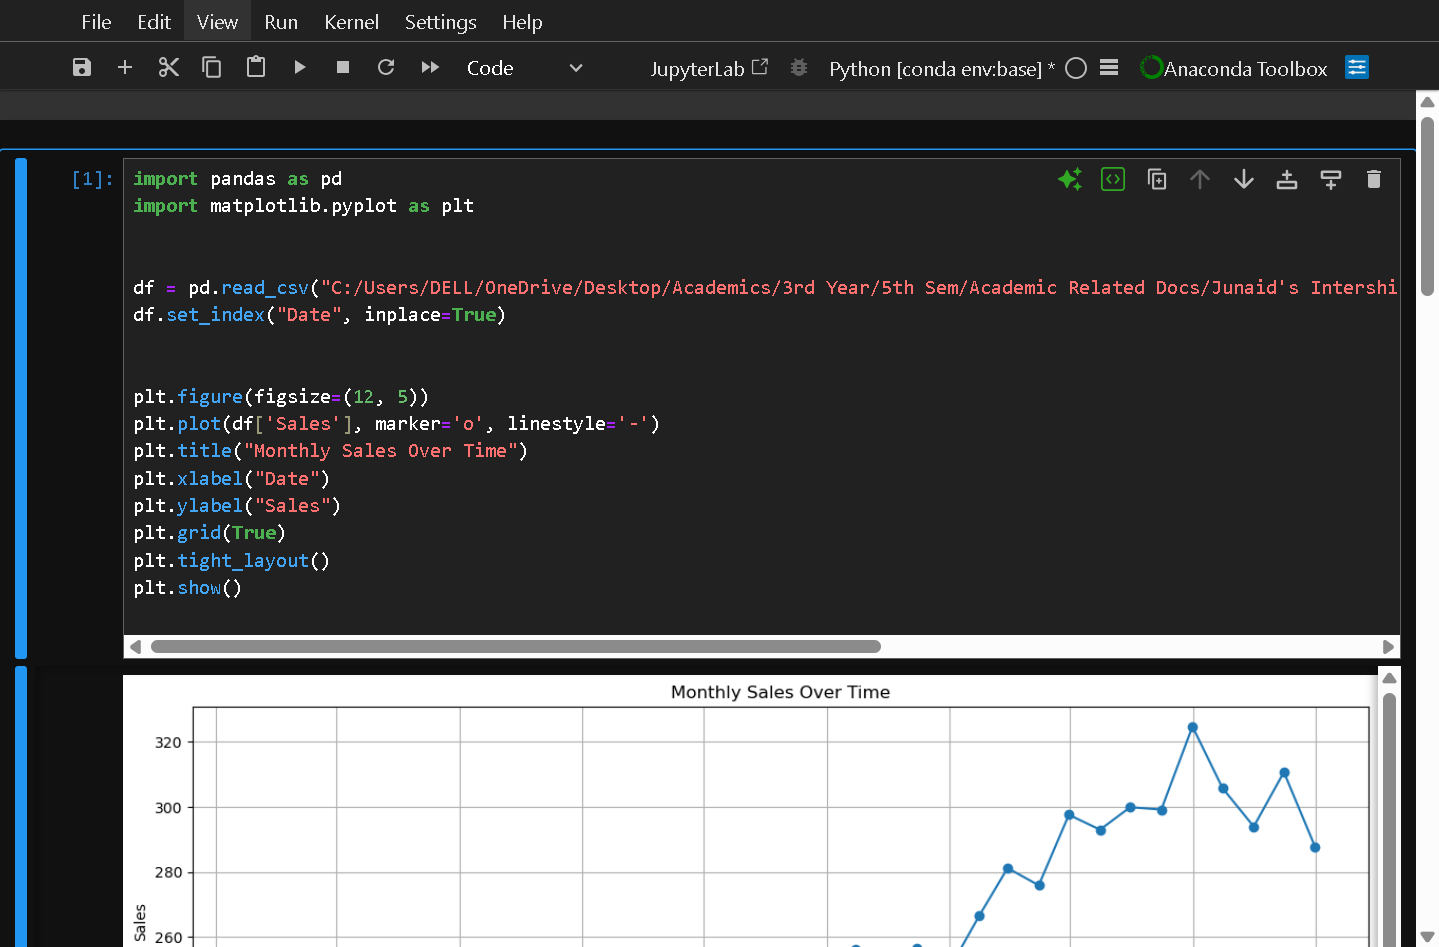 File Edit View Run Kernel Settings Help
Code JupyterLab Python [conda env:base] * Anaconda Toolbox
[1]: import pandas as pd
import matplotlib.pyplot as plt
df = pd.read_csv("C:/Users/DELL/OneDrive/Desktop/Academics/3rd Year/5th Sem/Academic Related Docs/Junaid's Intershi
df.set_index("Date", inplace=True)
plt.figure(figsize=(12, 5))
plt.plot(df['Sales'], marker='o', linestyle='-')
plt.title("Monthly Sales Over Time")
plt.xlabel("Date")
plt.ylabel("Sales")
plt.grid(True)
plt.tight_layout()
plt.show()
Monthly Sales Over Time
320
300
280
Sales
260